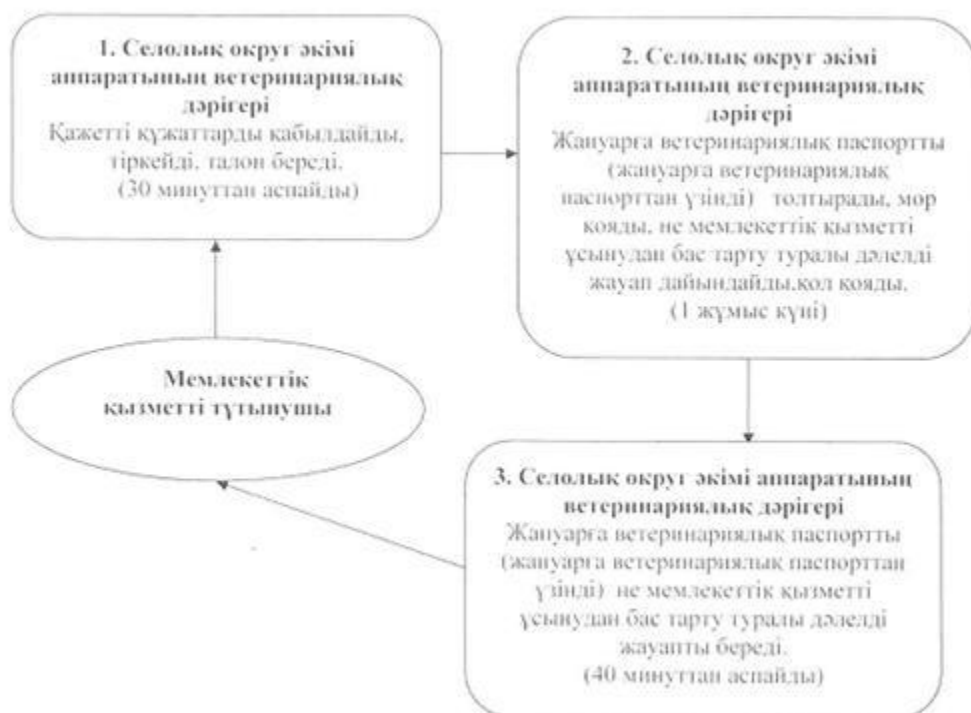 1. Селолық округ әкімі
аппаратының ветеринариялық
дәрігері
Қажетті құжаттарды қабылдайды,
тіркейді, талон береді.
(30 минуттан аспайды)
2. Селолық округ әкімі
аппаратының ветеринариялық
дәрігері
Жануарға ветеринариялық паспортты
(жануарға ветеринариялық
паспорттан үзінді) толтырады, мөр
қояды, не мемлекеттік қызметті
ұсынудан бас тарту туралы дәлелді
жауап дайындайды,қол қояды.
(1 жұмыс күні)
3. Селолық округ әкімі аппаратының
ветеринариялық дәрігері
Жануарға ветеринариялық паспортты
(жануарға ветеринариялық паспорттан
үзінді) не мемлекеттік қызметті
ұсынудан бас тарту туралы дәлелді
жауапты береді.
(40 минуттан аспайды)
Мемлекеттік
қызметті тұтынушы